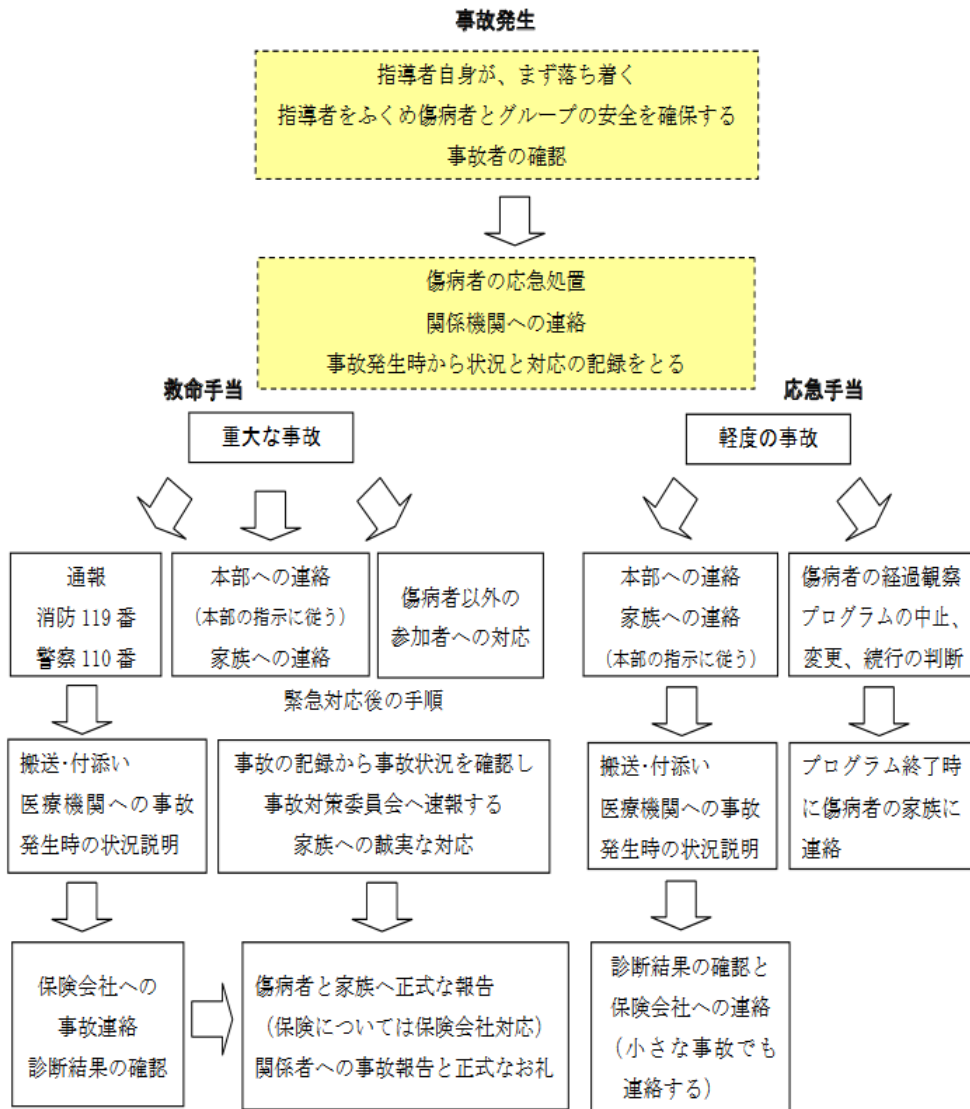 事故発生
指導者自身が、まず落ち着く
指導者をふくめ傷病者とグループの安全を確保する
事故者の確認
傷病者の応急処置
関係機関への連絡
事故発生時から状況と対応の記録をとる
救命手当
重大な事故
応急手当
軽度の事故
通報
消防 119 番
警察 110 番
本部への連絡
(本部の指示に従う)
家族への連絡
傷病者以外の
参加者への対応
本部への連絡
家族への連絡
(本部の指示に従う)
傷病者の経過観察
プログラムの中止、
変更、続行の判断
緊急対応後の手順
搬送・付添い
医療機関への事故
発生時の状況説明
事故の記録から事故状況を確認し
事故対策委員会へ速報する
家族への誠実な対応
搬送・付添い
医療機関への事故
発生時の状況説明
プログラム終了時
に傷病者の家族に
連絡
保険会社への
事故連絡
診断結果の確認
傷病者と家族へ正式な報告
（保険については保険会社対応）
関係者への事故報告と正式なお礼
診断結果の確認と
保険会社への連絡
（小さな事故でも
連絡する）